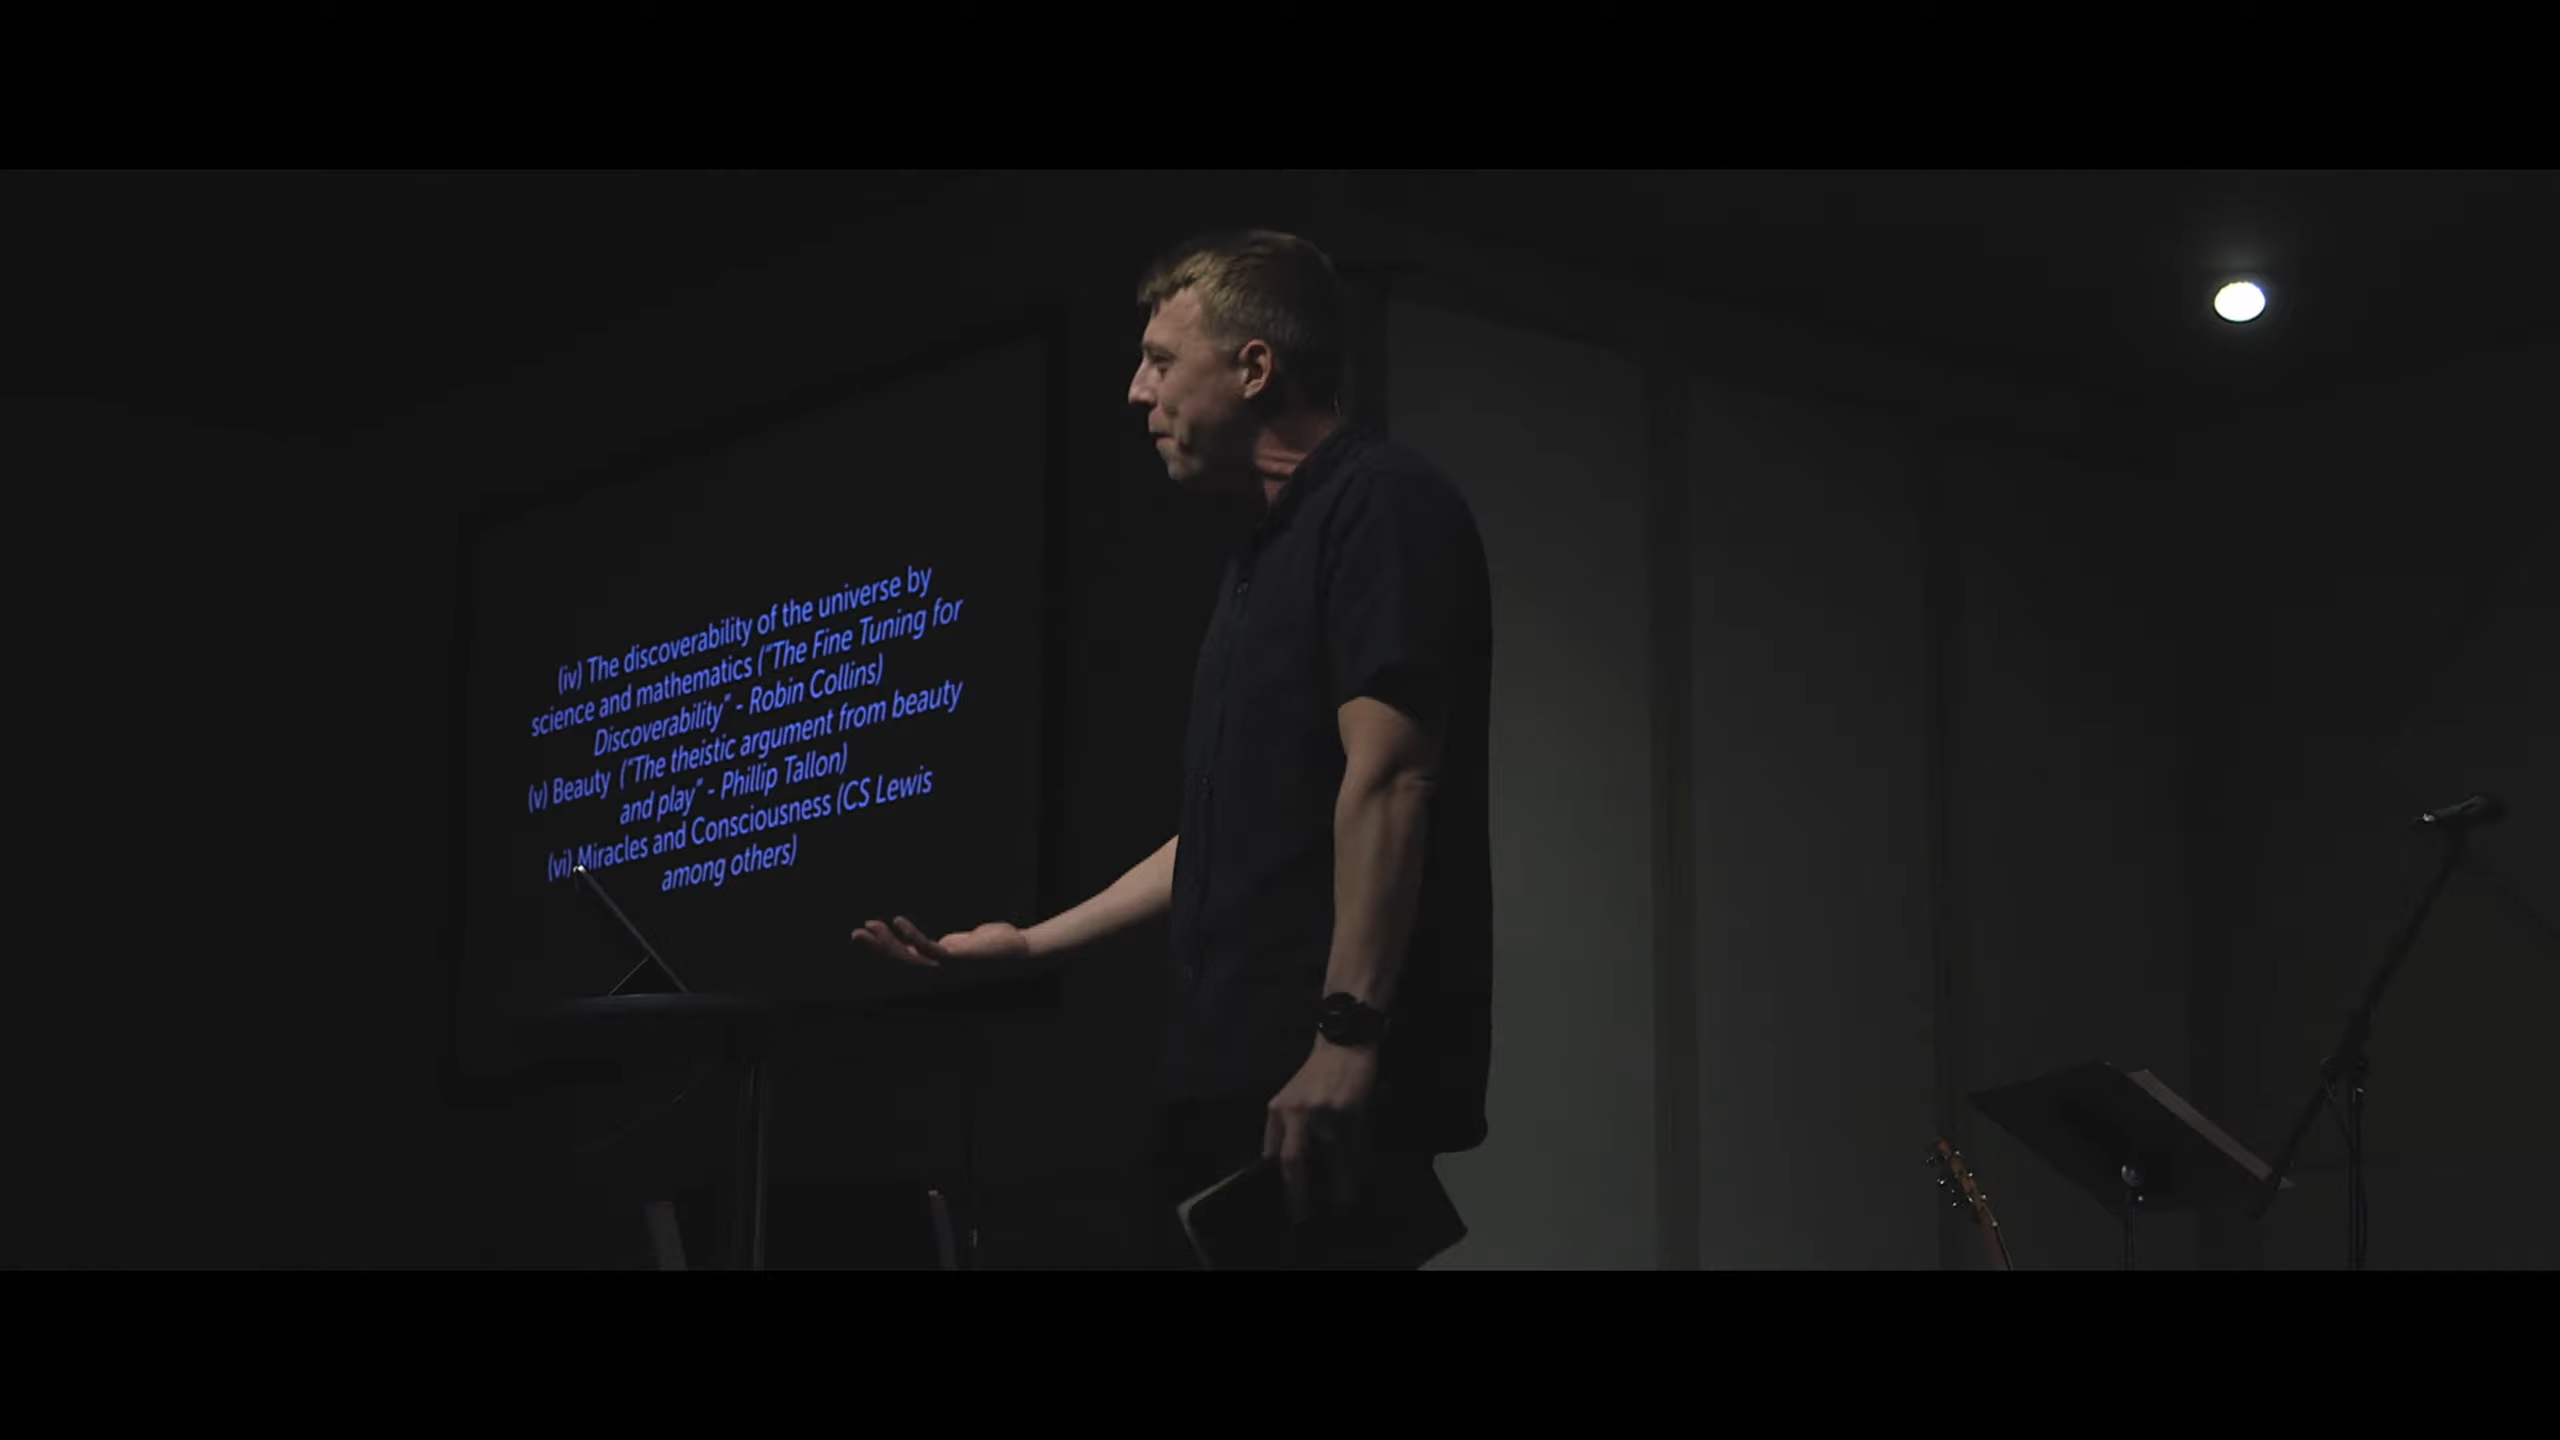 (iv) The discoverability of the universe by
science and mathematics ("The Fine Tuning for
Discoverability" - Robin Collins)
(v) Beauty ("The theistic argument from beauty
and play" - Phillip Tallon)
(vi) Miracles and Consciousness (CS Lewis
among others)